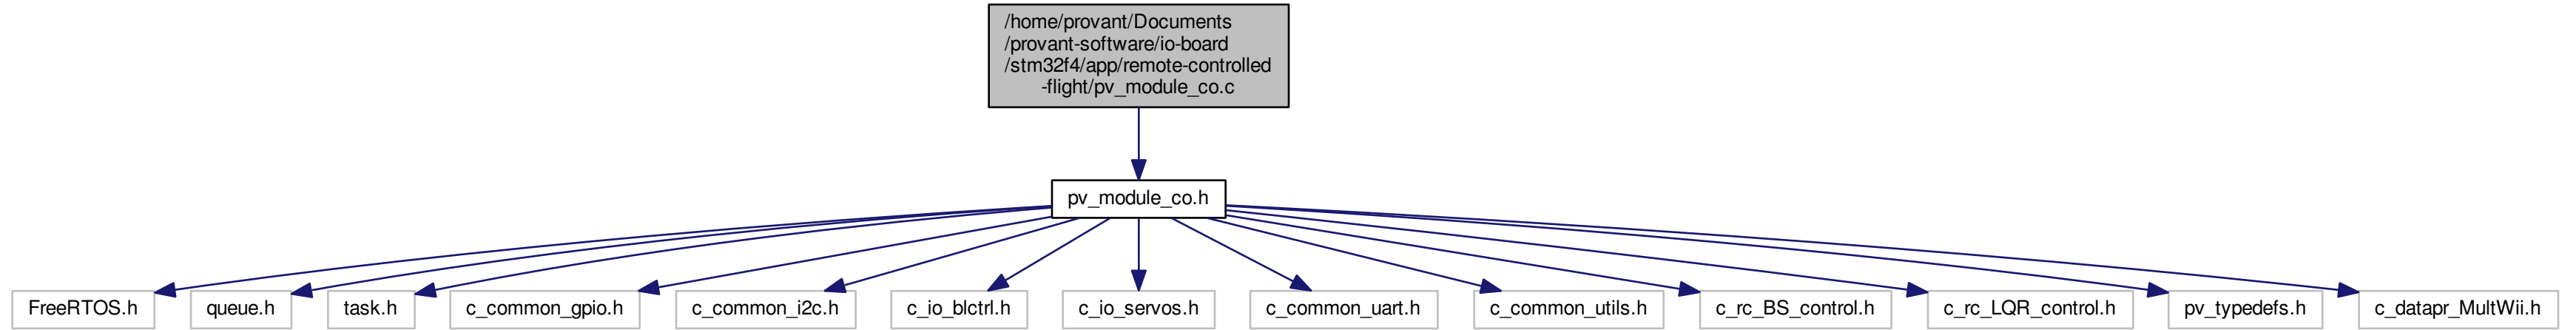 /home/provant/Documents
/provant-software/io-board
/stm32f4/app/remote-controlled
-flight/pv_module_co.c
pv_module_co.h
FreeRTOS.h
queue.h
task.h
c_common_gpio.h
c_common_i2c.h
c_io_blctrl.h
c_io_servos.h
c_common_uart.h
c_common_utils.h
c_rc_BS_control.h
c_rc_LQR_control.h
pv_typedefs.h
c_datapr_MultWii.h